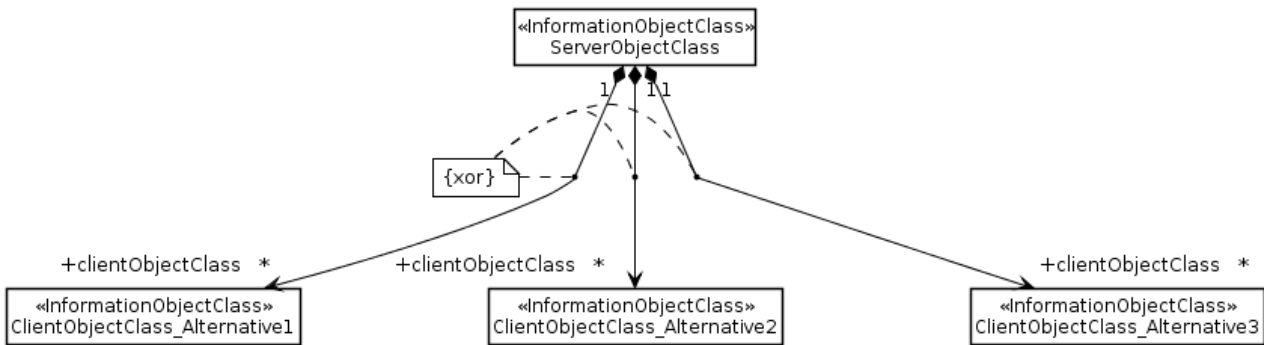 «InformationObjectClass»
ServerObjectClass
1 1 1
{xor}
+clientObjectClass * +clientObjectClass * +clientObjectClass *
«InformationObjectClass» «InformationObjectClass» «InformationObjectClass»
ClientObjectClass_Alternative1 ClientObjectClass_Alternative2 ClientObjectClass_Alternative3